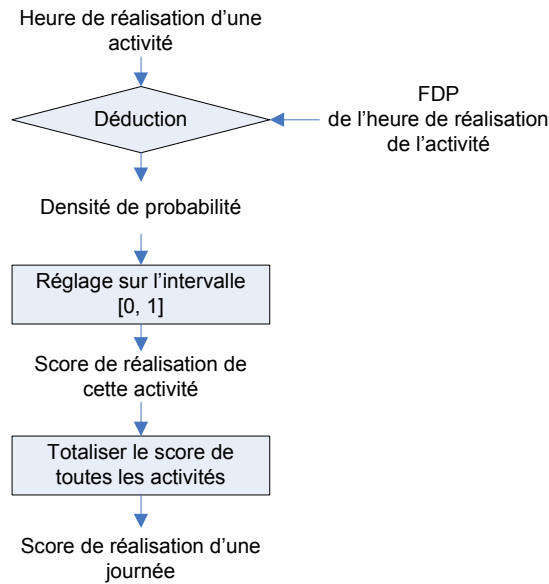 Heure de réalisation d'une
activité
Déduction
FDP
de l'heure de réalisation
de l'activité
Densité de probabilité
Réglage sur l'intervalle
[0, 1]
Score de réalisation de
cette activité
Totaliser le score de
toutes les activités
Score de réalisation d'une
journée